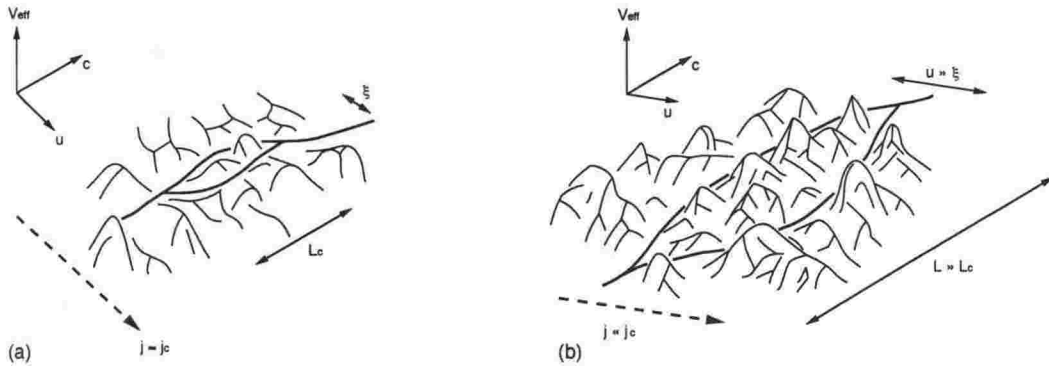 Veff
c
u
ξ
Lc
j = jc
(a)
Veff
c
u
u » ξ
L » Lc
j « jc
(b)